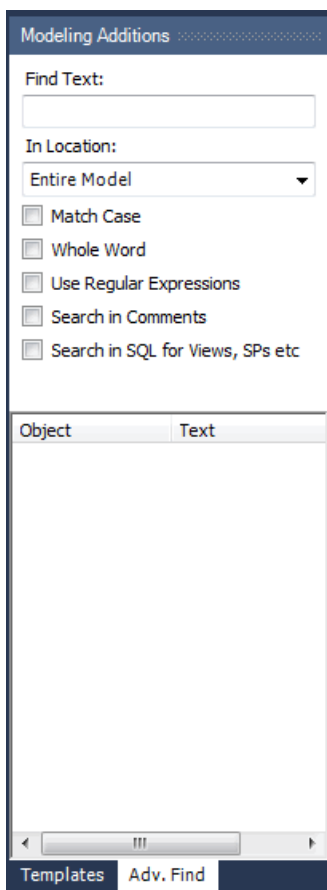 Modeling Additions
Find Text:
In Location:
Entire Model
Match Case
Whole Word
Use Regular Expressions
Search in Comments
Search in SQL for Views, SPs etc
Object Text
Templates Adv. Find